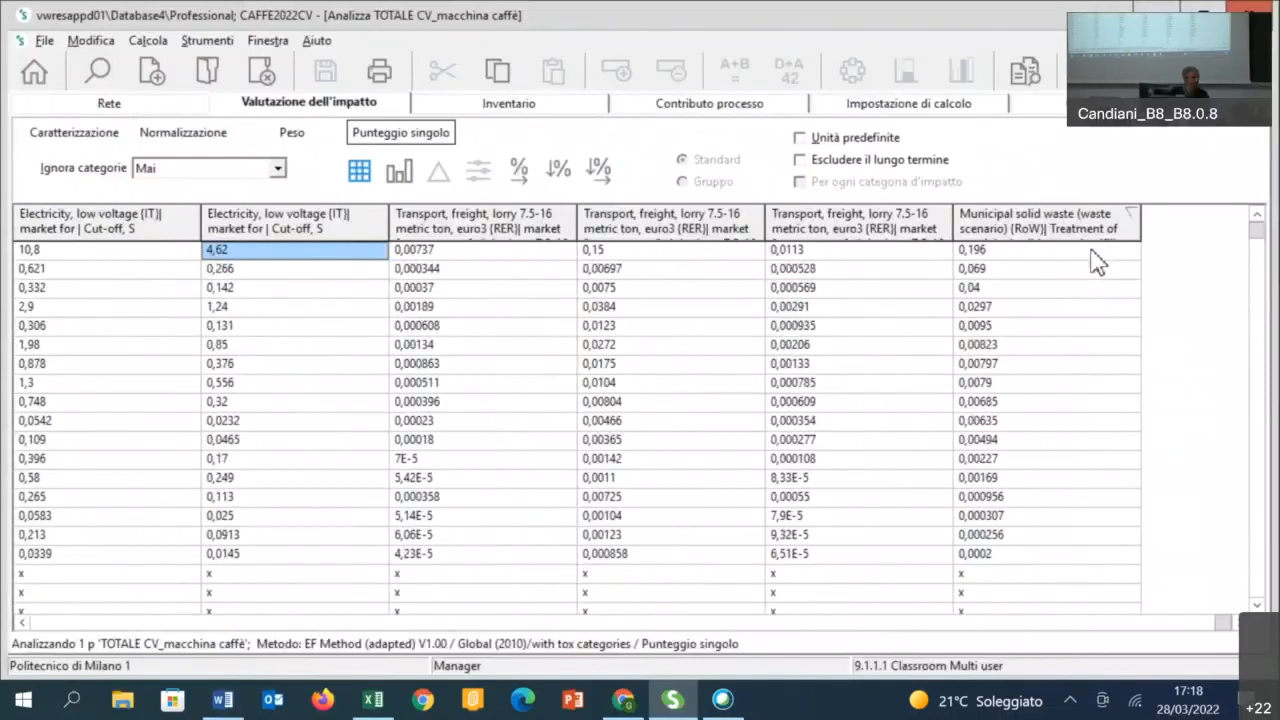 vwresappd01\Database4\Professional; CAFFE2022CV - [Analizza TOTALE CV_macchina caffè]
File Modifica Calcola Strumenti Finestra Aiuto
A+B = D+A 42
Candiani_B8_B8.0.8
Rete Valutazione dell'impatto Inventario Contributo processo Impostazione di calcolo
Caratterizzazione Normalizzazione Peso Punteggio singolo
Unità predefinite
Ignora categorie Mai
Standard
Escludere il lungo termine
Gruppo
Per ogni categoria d'impatto
Electricity, low voltage {IT}| Electricity, low voltage {IT}| Transport, freight, lorry 7.5-16 Transport, freight, lorry 7.5-16 Transport, freight, lorry 7.5-16 Municipal solid waste (waste
market for | Cut-off, S market for | Cut-off, S metric ton, euro3 {RER}| market metric ton, euro3 {RER}| market metric ton, euro3 {RER}| market scenario) {RoW}| Treatment of
10,8 4,62 0,00737 0,15 0,0113 0,196
0,621 0,266 0,000344 0,00697 0,000528 0,069
0,332 0,142 0,00037 0,0075 0,000569 0,04
2,9 1,24 0,00189 0,0384 0,00291 0,0297
0,306 0,131 0,000608 0,0123 0,000935 0,0095
1,98 0,85 0,00134 0,0272 0,00206 0,00823
0,878 0,376 0,000863 0,0175 0,00133 0,00797
1,3 0,556 0,000511 0,0104 0,000785 0,0079
0,748 0,32 0,000396 0,00804 0,000609 0,00685
0,0542 0,0232 0,00023 0,00466 0,000354 0,00635
0,109 0,0465 0,00018 0,00365 0,000277 0,00494
0,396 0,17 7E-5 0,00142 0,000108 0,00227
0,58 0,249 5,42E-5 0,0011 8,33E-5 0,00169
0,265 0,113 0,000358 0,00725 0,00055 0,000956
0,0583 0,025 5,14E-5 0,00104 7,9E-5 0,000307
0,213 0,0913 6,06E-5 0,00123 9,32E-5 0,000256
0,0339 0,0145 4,23E-5 0,000858 6,51E-5 0,0002
x x x x x x
x x x x x x
x x x x x x
Analizzando 1 p 'TOTALE CV_macchina caffè'; Metodo: EF Method (adapted) V1.00 / Global (2010)/with tox categories / Punteggio singolo
Politecnico di Milano 1 Manager 9.1.1.1 Classroom Multi user
21°C Soleggiato
17:18
28/03/2022
+22